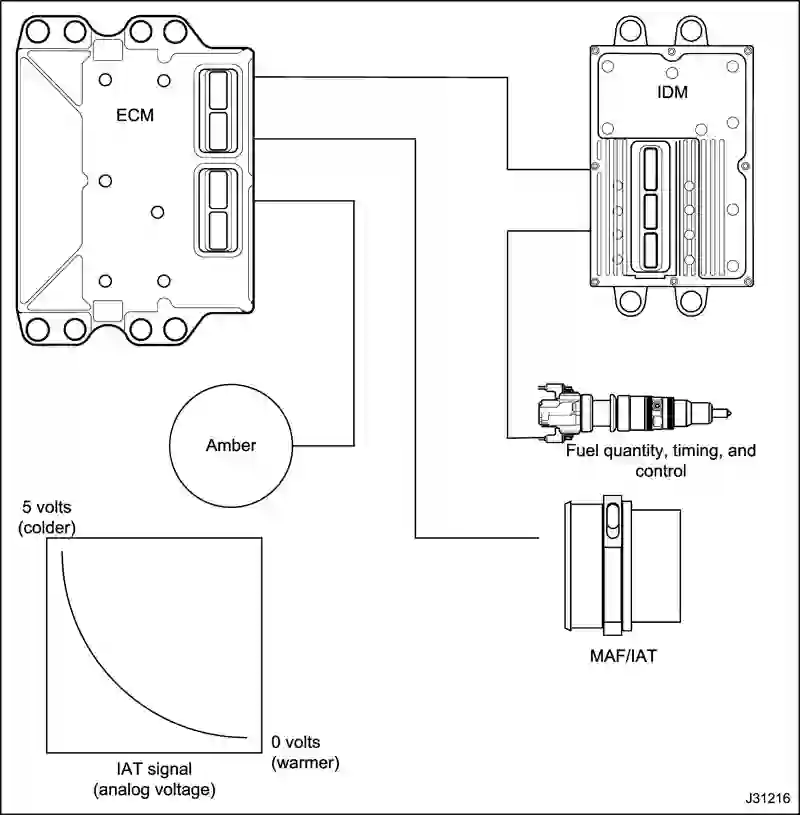 ECM
IDM
Amber
Fuel quantity, timing, and
control
5 volts
(colder)
MAF/IAT
0 volts
(warmer)
IAT signal
(analog voltage)
J31216